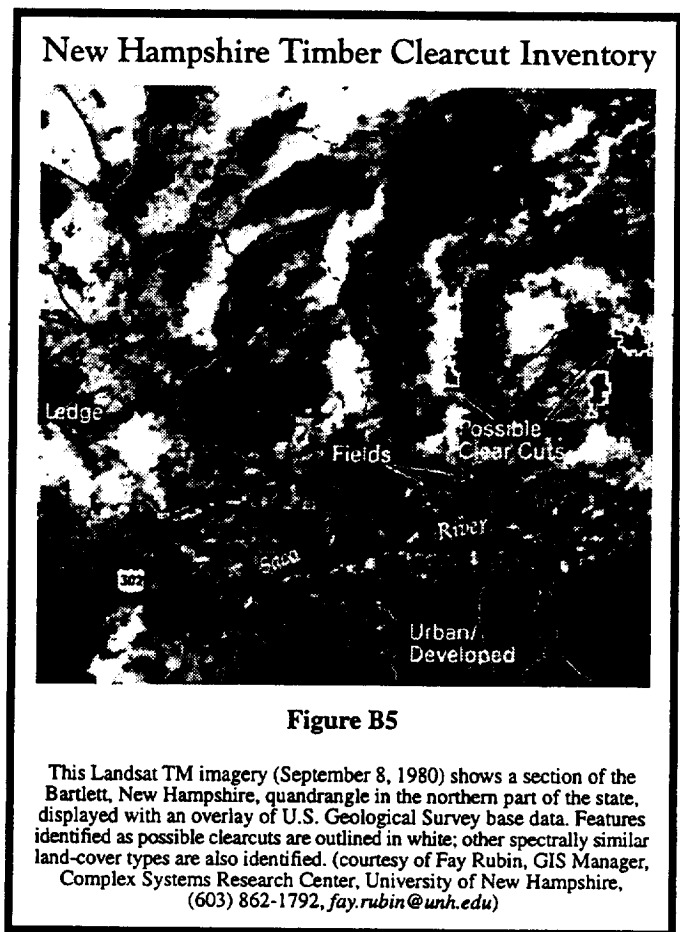 New Hampshire Timber Clearcut Inventory
Ledge
Possible
Fields
Clear Cuts
River
Saco
302
Urban/
Developed
Figure B5
This Landsat TM imagery (September 8, 1980) shows a section of the
Bartlett, New Hampshire, quandrangle in the northern part of the state,
displayed with an overlay of U.S. Geological Survey base data. Features
identified as possible clearcuts are outlined in white; other spectrally similar
land-cover types are also identified. (courtesy of Fay Rubin, GIS Manager,
Complex Systems Research Center, University of New Hampshire,
(603) 862-1792, fay.rubin@unh.edu)